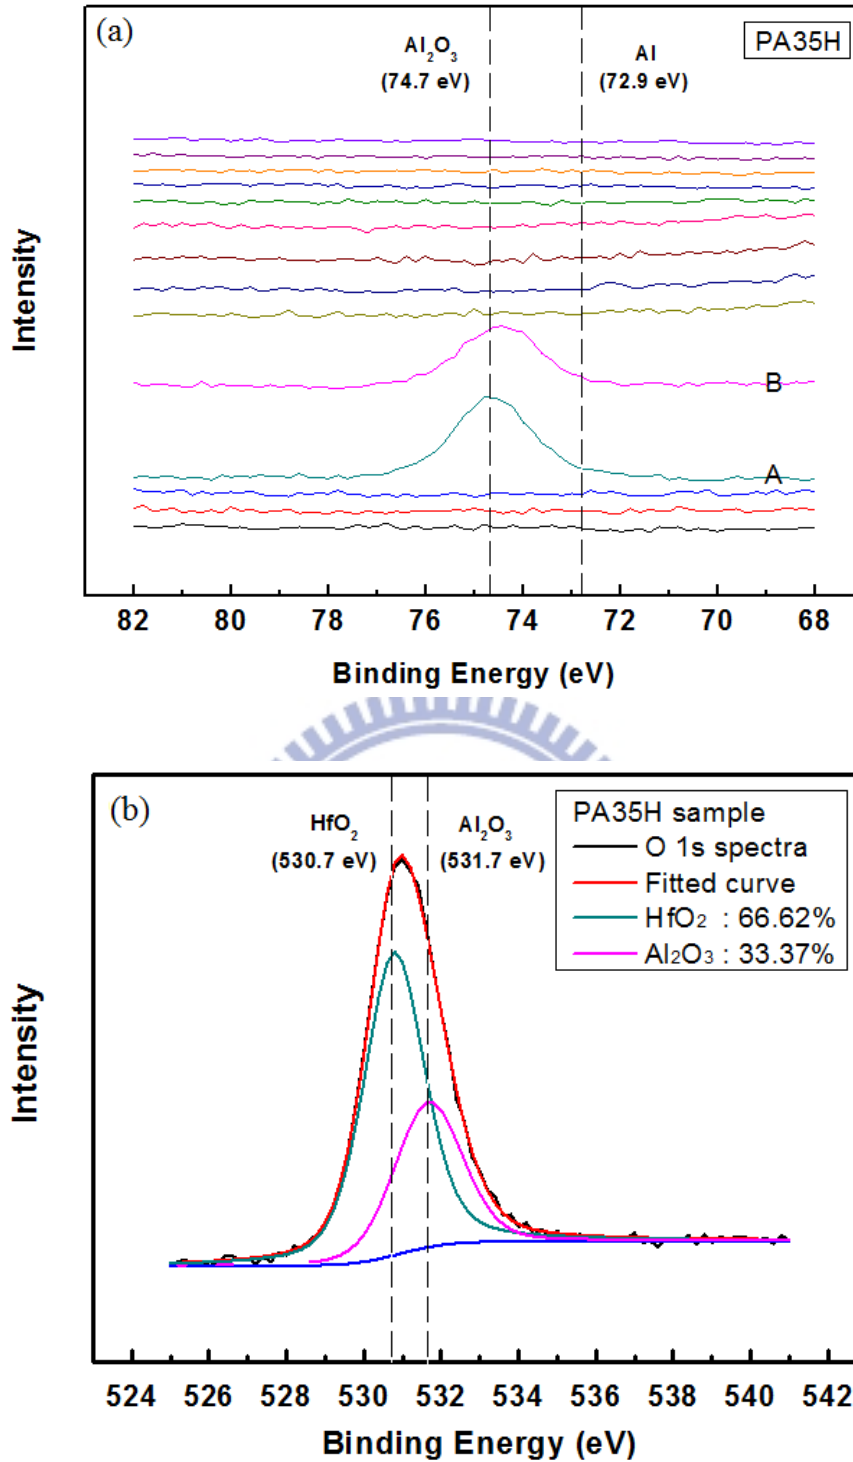 (a)
Al₂O₃
(74.7 eV)
Al
(72.9 eV)
PA35H
Intensity
B
A
82 80 78 76 74 72 70 68
Binding Energy (eV)
(b)
HfO₂
(530.7 eV)
Al₂O₃
(531.7 eV)
PA35H sample
O 1s spectra
Fitted curve
HfO₂ : 66.62%
Al₂O₃ : 33.37%
Intensity
524 526 528 530 532 534 536 538 540 542
Binding Energy (eV)